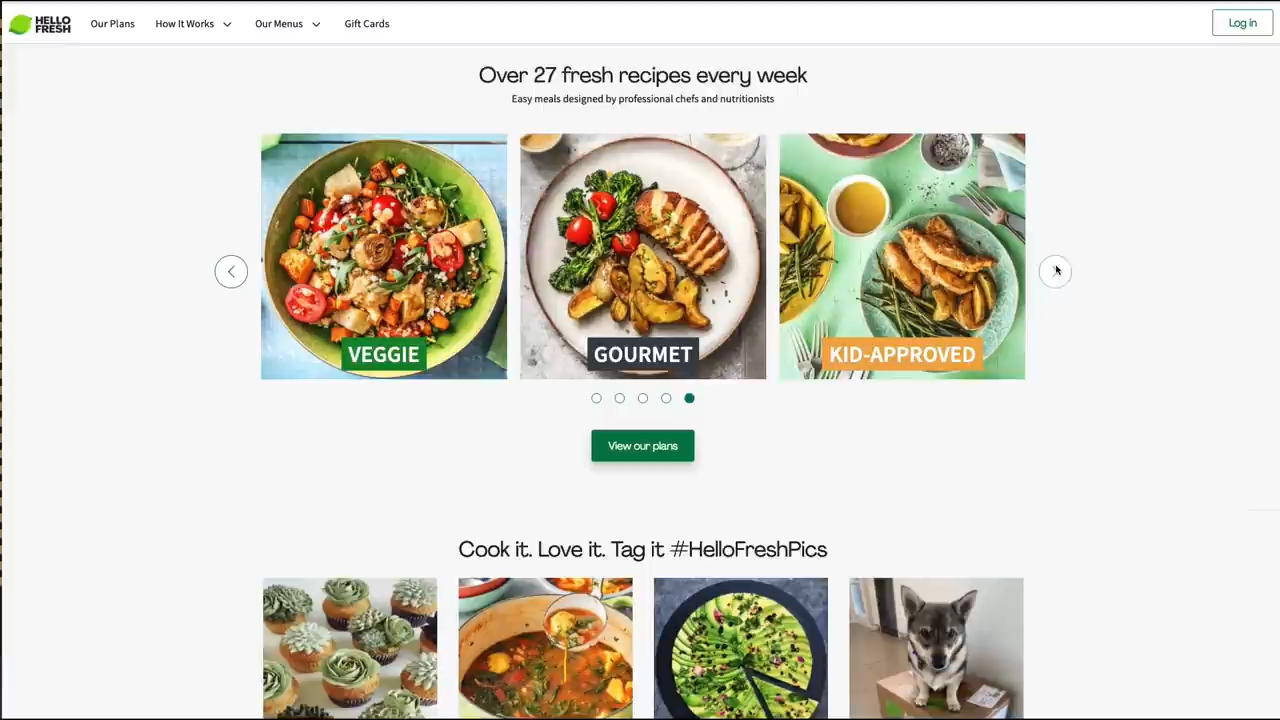 HELLO
FRESH
Our Plans
How It Works
Our Menus
Gift Cards
Log in
Over 27 fresh recipes every week
Easy meals designed by professional chefs and nutritionists
VEGGIE
GOURMET
KID-APPROVED
View our plans
Cook it. Love it. Tag it #HelloFreshPics